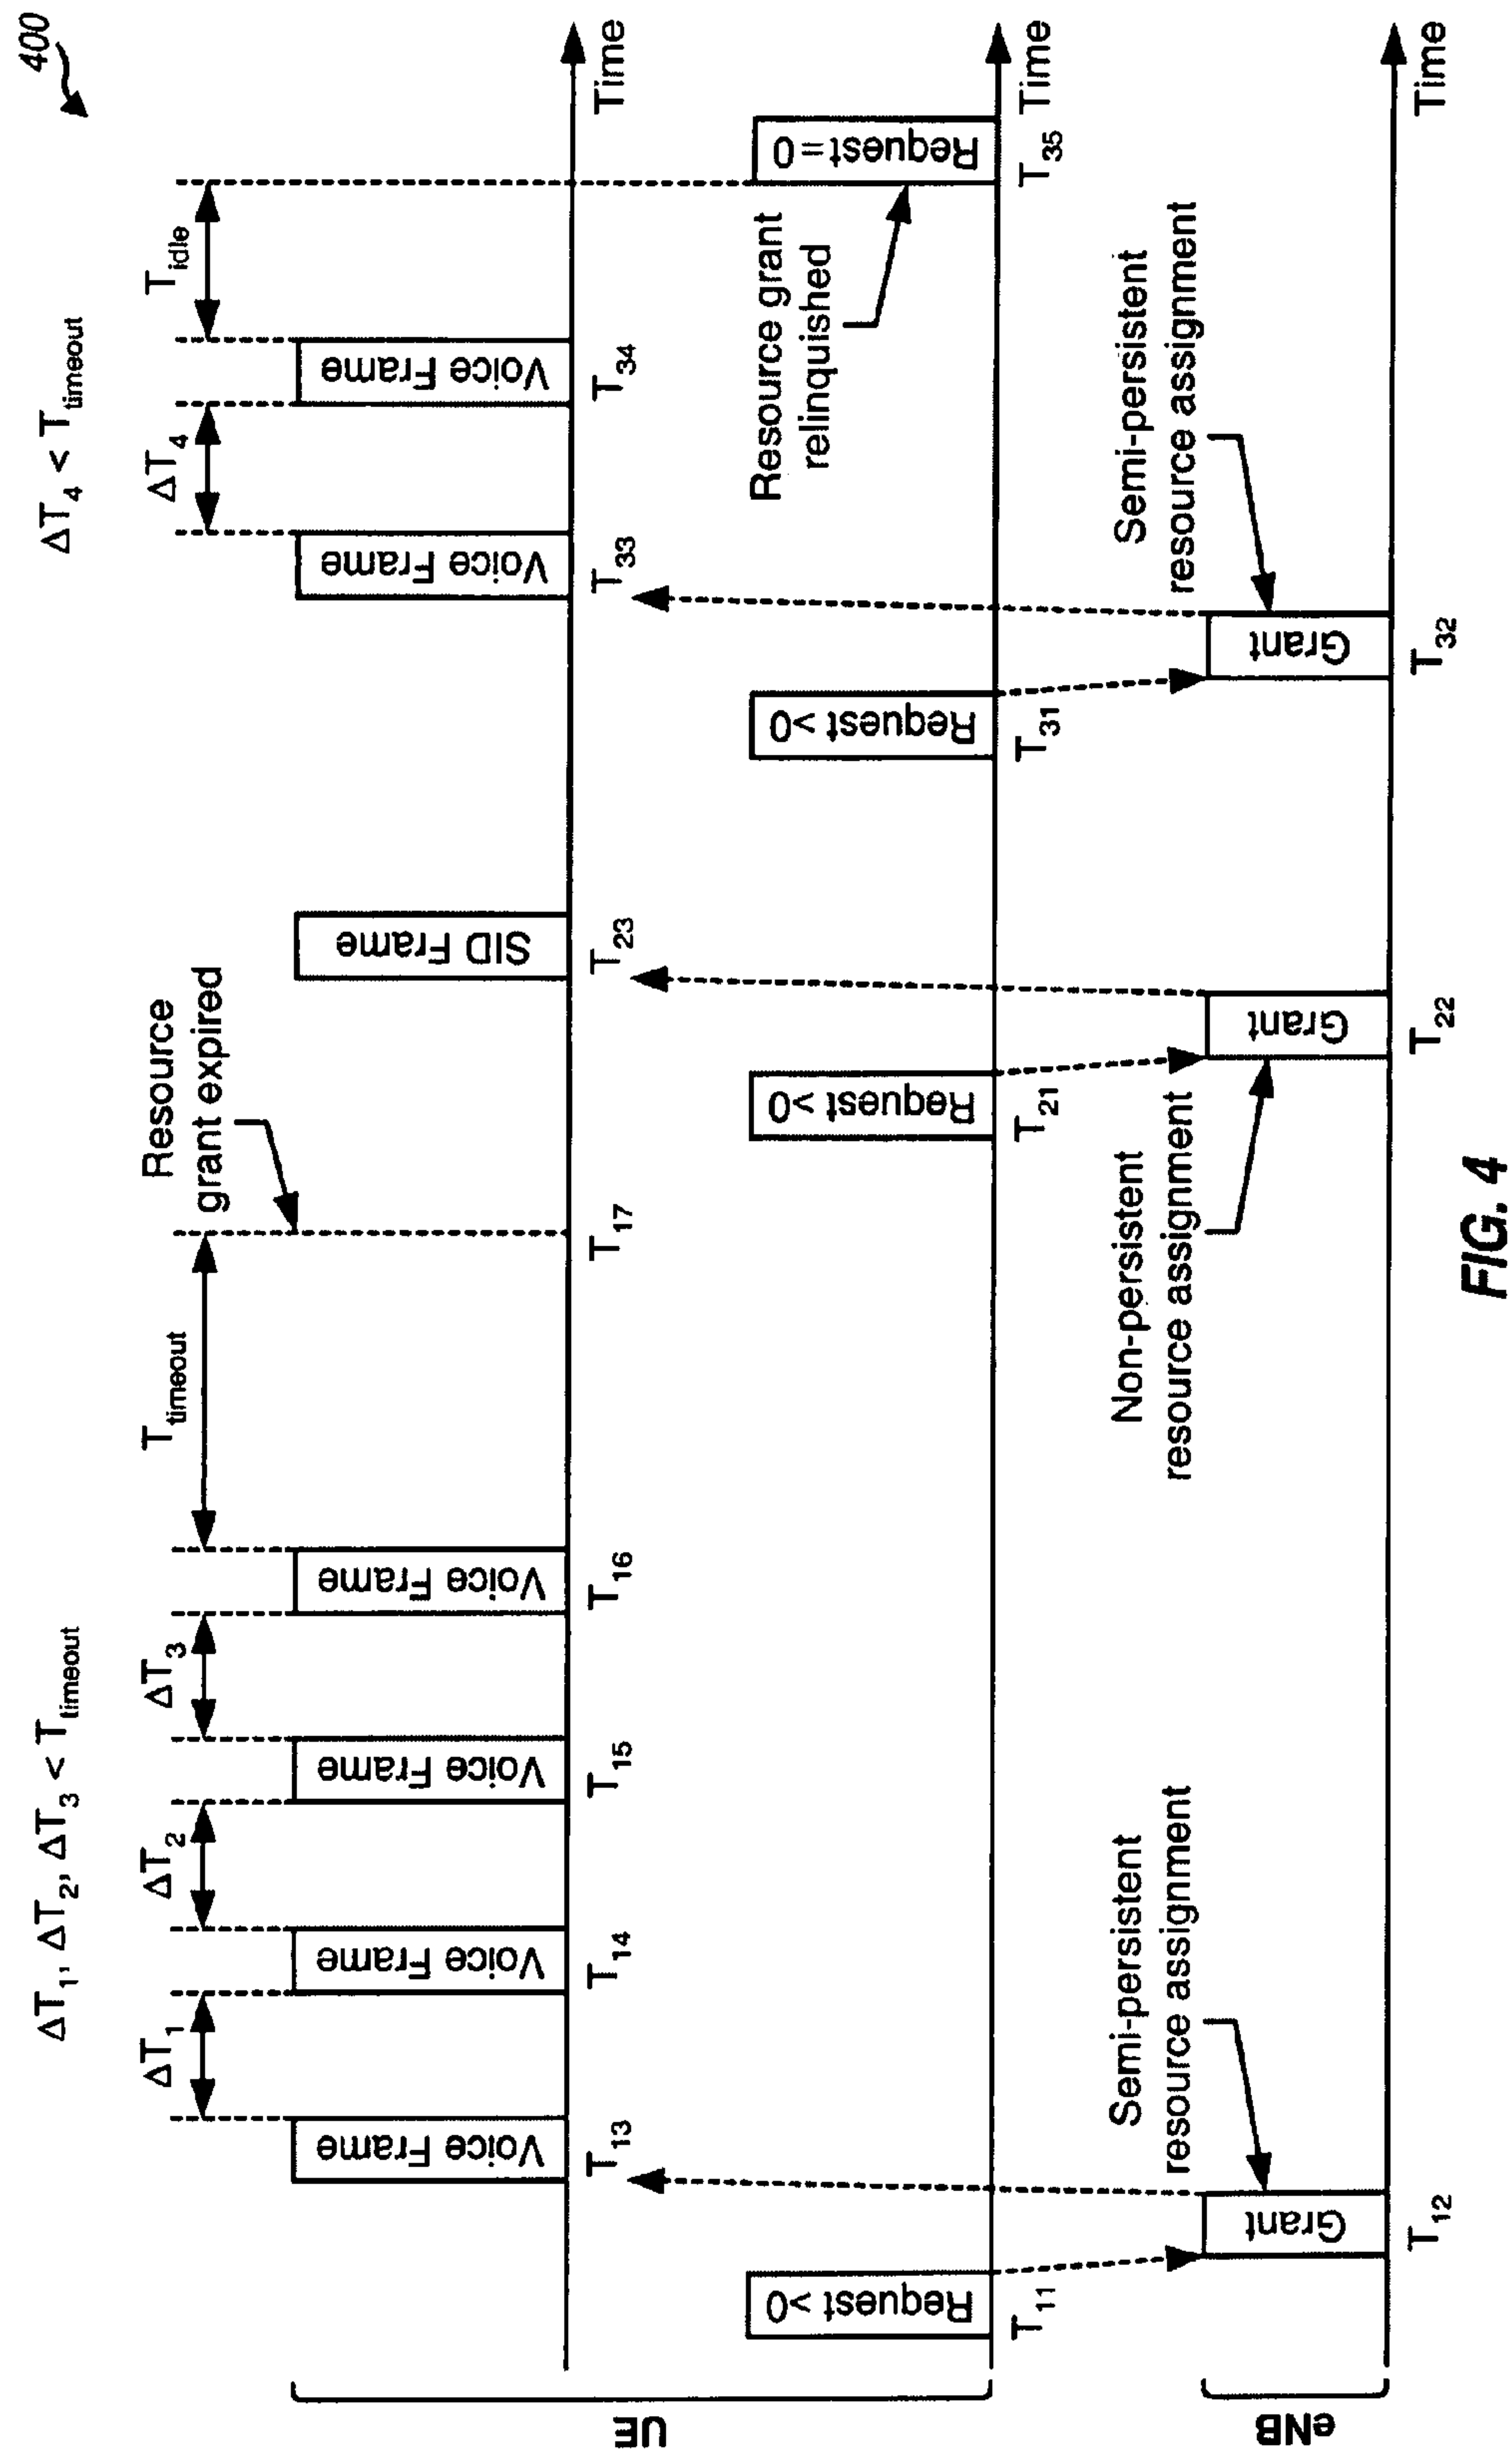 400
ΔT1, ΔT2, ΔT3 < Ttimeout
ΔT4 < Ttimeout
ΔT1
ΔT2
ΔT3
Ttimeout
Resource
grant expired
ΔT4
Tidle
UE
Voice Frame
Voice Frame
Voice Frame
Voice Frame
SID Frame
Voice Frame
Voice Frame
T13
T14
T15
T16
T17
T23
T33
T34
Time
Request >0
Request >0
Request >0
Resource grant
relinquished
Request = 0
T11
T21
T31
T35
Time
eNB
Semi-persistent
resource assignment
Non-persistent
resource assignment
Semi-persistent
resource assignment
Grant
Grant
Grant
T12
T22
T32
Time
FIG. 4